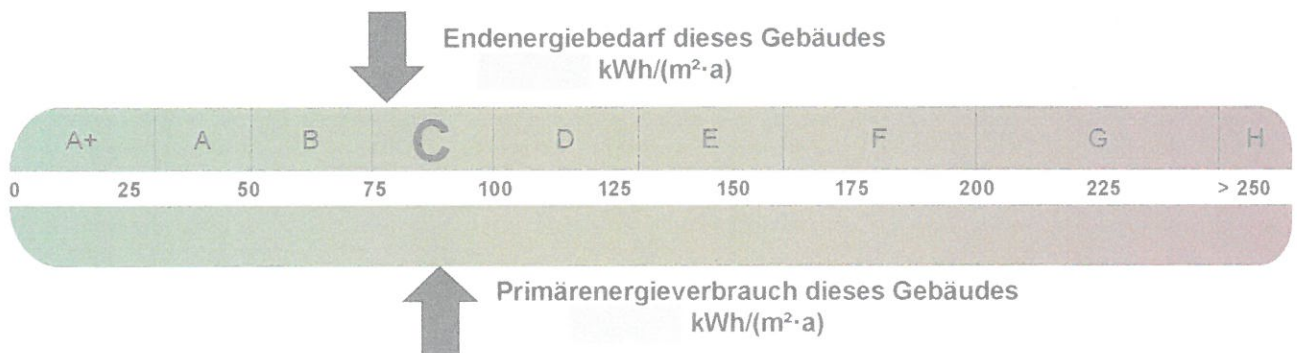 Endenergiebedarf dieses Gebäudes
kWh/(m²·a)
A+ A B C D E F G H
0 25 50 75 100 125 150 175 200 225 > 250
Primärenergieverbrauch dieses Gebäudes
kWh/(m²·a)